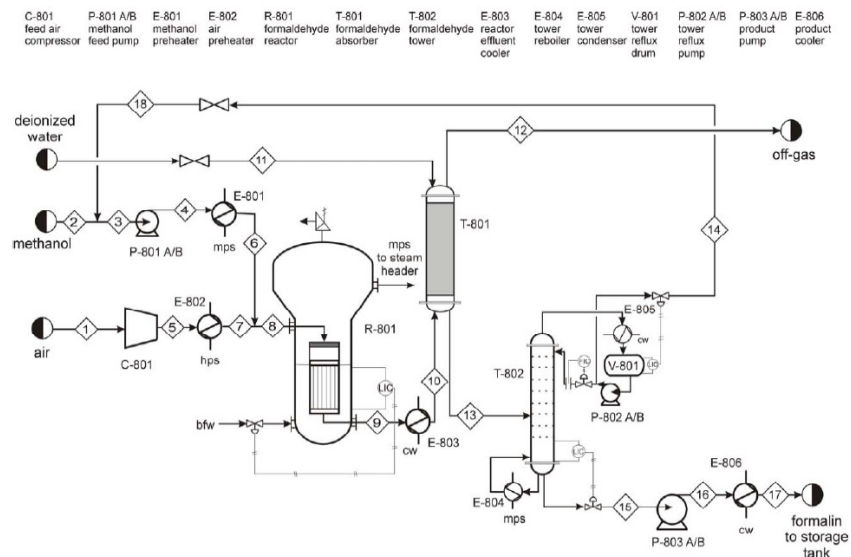 C-801 P-801 A/B E-801 E-802 R-801 T-801 T-802 E-803 E-804 E-805 V-801 P-802 A/B P-803 A/B E-806
feed air methanol methanol air formaldehyde formaldehyde formaldehyde reactor tower tower tower tower product product
compressor feed pump preheater preheater reactor absorber tower effluent reboiler condenser reflux reflux pump cooler
cooler drum pump
18
deionized
water
11
12
off-gas
E-801
2
3
4
methanol
P-801 A/B
mps
6
T-801
mps
to steam
header
14
E-802
1
5
7
8
air
C-801
hps
R-801
E-805
cw
LIC
V-801
LIC
P-802 A/B
T-802
10
13
LIC
bfw
9
cw
E-803
LIC
E-804
mps
15
P-803 A/B
16
E-806
17
cw
formalin
to storage
tank